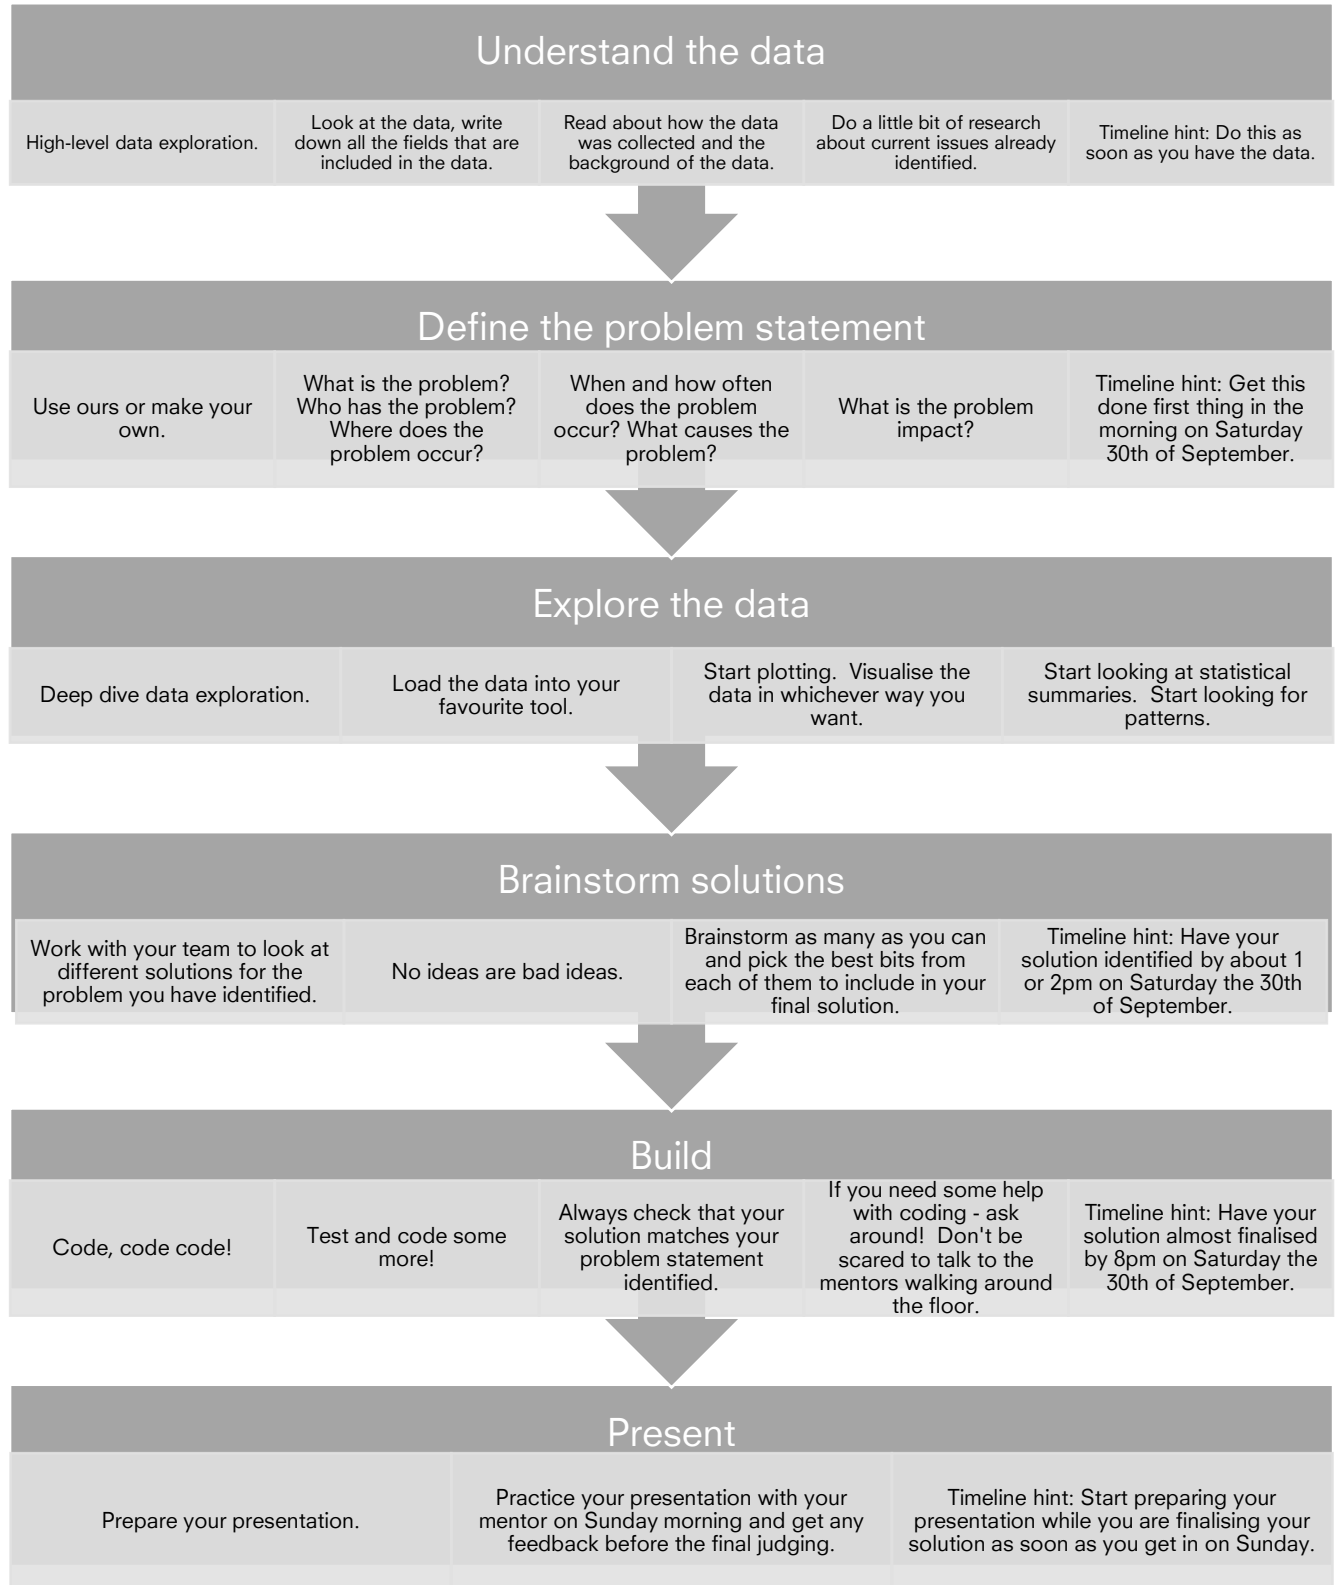 Understand the data
High-level data exploration.
Look at the data, write
down all the fields that are
included in the data.
Read about how the data
was collected and the
background of the data.
Do a little bit of research
about current issues already
identified.
Timeline hint: Do this as
soon as you have the data.
Define the problem statement
Use ours or make your
own.
What is the problem?
Who has the problem?
Where does the
problem occur?
When and how often
does the problem
occur? What causes the
problem?
What is the problem
impact?
Timeline hint: Get this
done first thing in the
morning on Saturday
30th of September.
Explore the data
Deep dive data exploration.
Load the data into your
favourite tool.
Start plotting.  Visualise the
data in whichever way you
want.
Start looking at statistical
summaries.  Start looking for
patterns.
Brainstorm solutions
Work with your team to look at
different solutions for the
problem you have identified.
No ideas are bad ideas.
Brainstorm as many as you can
and pick the best bits from
each of them to include in your
final solution.
Timeline hint: Have your
solution identified by about 1
or 2pm on Saturday the 30th
of September.
Build
Code, code code!
Test and code some
more!
Always check that your
solution matches your
problem statement
identified.
If you need some help
with coding - ask
around!  Don't be
scared to talk to the
mentors walking around
the floor.
Timeline hint: Have your
solution almost finalised
by 8pm on Saturday the
30th of September.
Present
Prepare your presentation.
Practice your presentation with your
mentor on Sunday morning and get any
feedback before the final judging.
Timeline hint: Start preparing your
presentation while you are finalising your
solution as soon as you get in on Sunday.